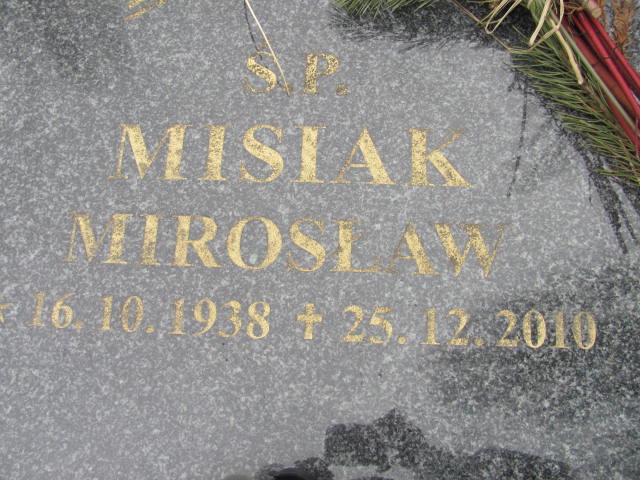 Ś.P.
MISIAK
MIROSŁAW
* 16.10.1938 ✝ 25.12.2010